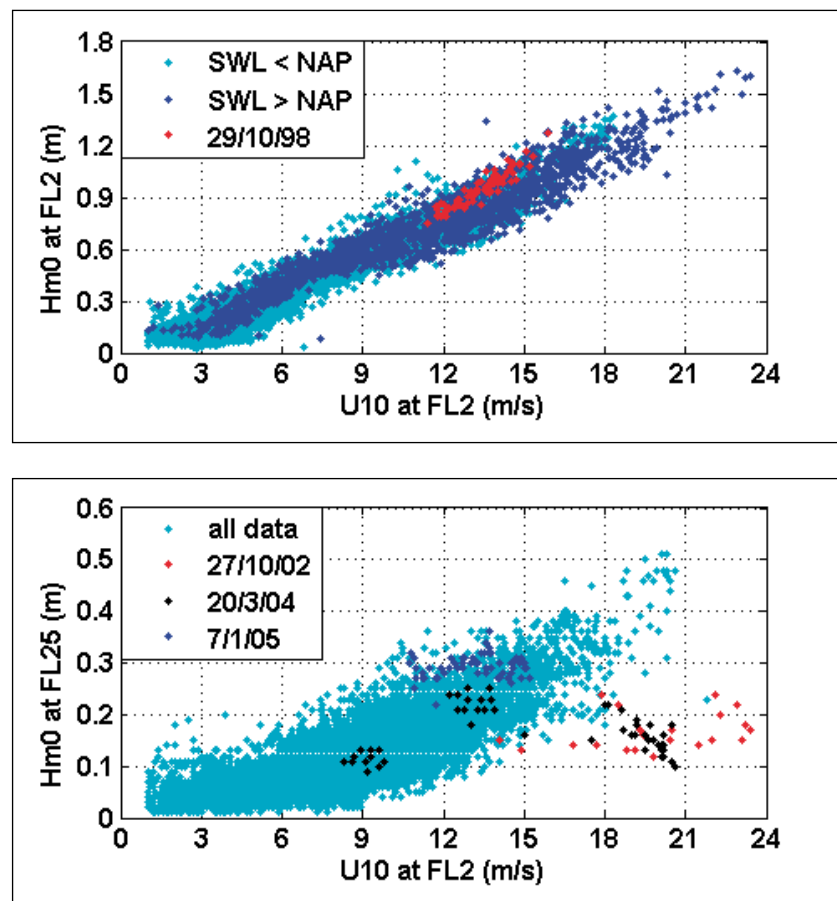 1.8
1.5
1.2
0.9
0.6
0.3
0
Hm0 at FL2 (m)
SWL < NAP
SWL > NAP
29/10/98
0 3 6 9 12 15 18 21 24
U10 at FL2 (m/s)
0.6
0.5
0.4
0.3
0.2
0.1
0
Hm0 at FL25 (m)
all data
27/10/02
20/3/04
7/1/05
0 3 6 9 12 15 18 21 24
U10 at FL2 (m/s)